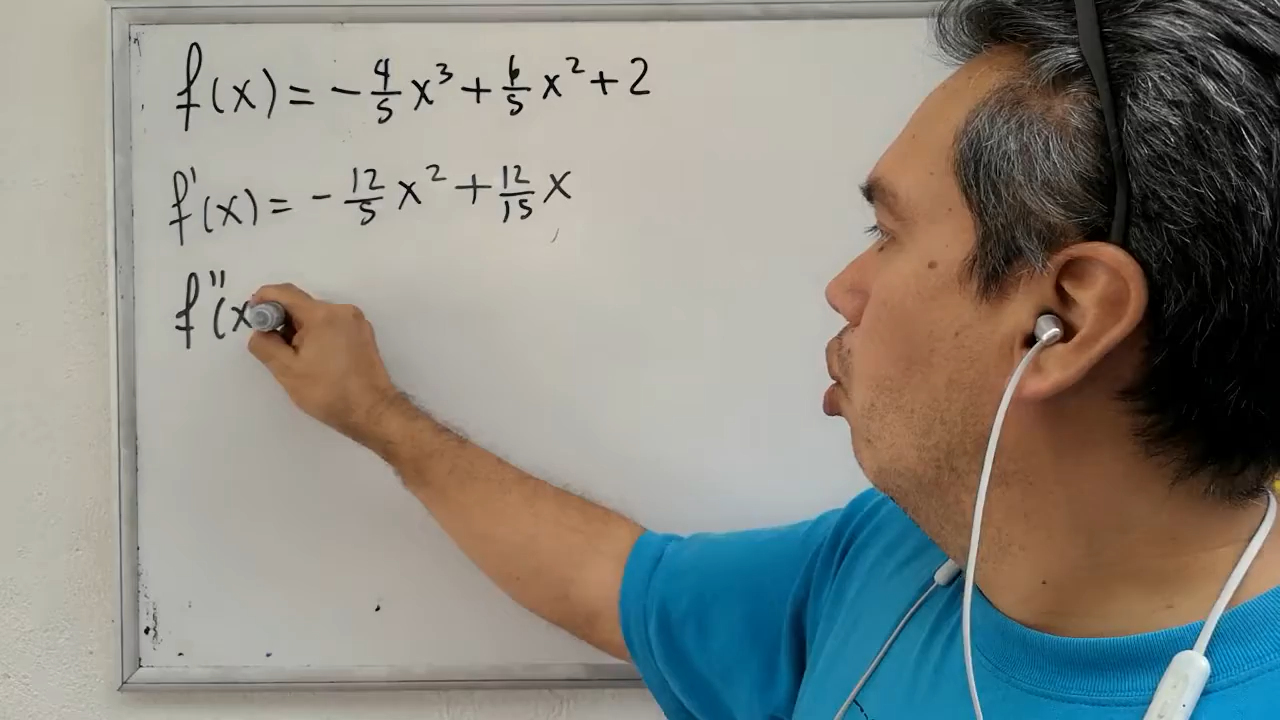 f(x) = -4/5 x³ + 6/5 x² + 2
f'(x) = -12/5 x² + 12/15 x
f''(x